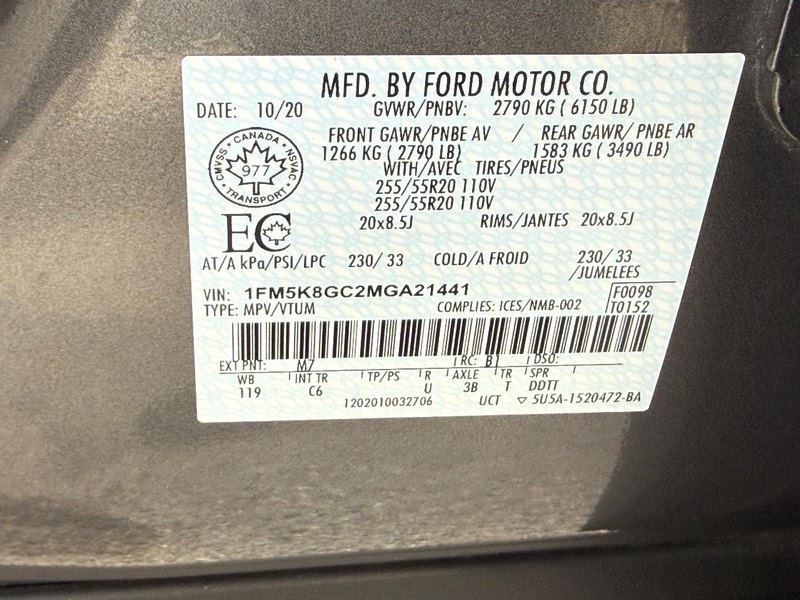 MFD. BY FORD MOTOR CO.
DATE: 10/20 GVWR/PNBV: 2790 KG ( 6150 LB)
FRONT GAWR/PNBE AV / REAR GAWR/ PNBE AR
1266 KG ( 2790 LB) 1583 KG ( 3490 LB)
WITH/AVEC TIRES/PNEUS
255/55R20 110V
255/55R20 110V
20x8.5J RIMS/JANTES 20x8.5J
CANADA
CMVSS
NSVAC
977
TRANSPORT
EC
AT/A kPa/PSI/LPC 230/ 33 COLD/A FROID 230/ 33
/JUMELEES
VIN: 1FM5K8GC2MGA21441 F0098
TYPE: MPV/VTUM COMPLIES: ICES/NMB-002 T0152
EXT PNT: M7 RC: B1 DSO:
WB INT TR TP/PS R AXLE TR SPR
119 C6 U 3B T DDTT
1202010032706 UCT ▽ 5U5A-1520472-BA